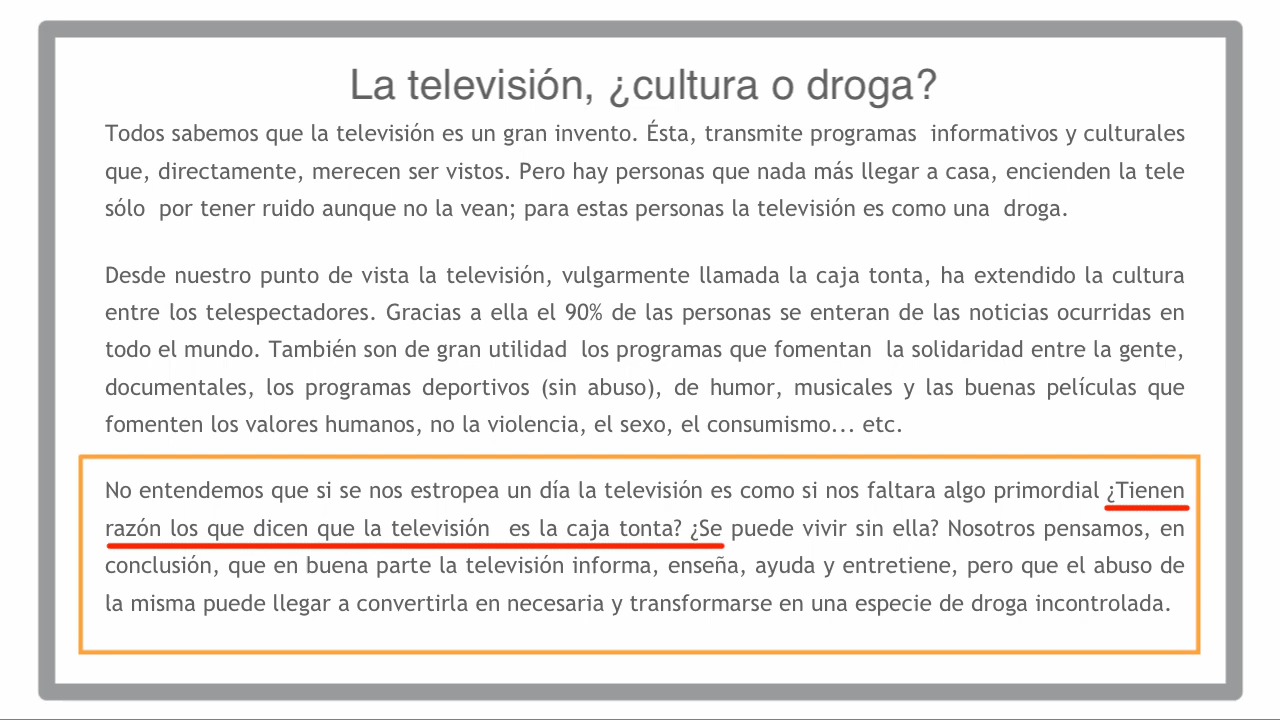 La televisión, ¿cultura o droga?
Todos sabemos que la televisión es un gran invento. Ésta, transmite programas informativos y culturales
que, directamente, merecen ser vistos. Pero hay personas que nada más llegar a casa, encienden la tele
sólo por tener ruido aunque no la vean; para estas personas la televisión es como una droga.
Desde nuestro punto de vista la televisión, vulgarmente llamada la caja tonta, ha extendido la cultura
entre los telespectadores. Gracias a ella el 90% de las personas se enteran de las noticias ocurridas en
todo el mundo. También son de gran utilidad los programas que fomentan la solidaridad entre la gente,
documentales, los programas deportivos (sin abuso), de humor, musicales y las buenas películas que
fomenten los valores humanos, no la violencia, el sexo, el consumismo... etc.
No entendemos que si se nos estropea un día la televisión es como si nos faltara algo primordial ¿Tienen
razón los que dicen que la televisión es la caja tonta? ¿Se puede vivir sin ella? Nosotros pensamos, en
conclusión, que en buena parte la televisión informa, enseña, ayuda y entretiene, pero que el abuso de
la misma puede llegar a convertirla en necesaria y transformarse en una especie de droga incontrolada.